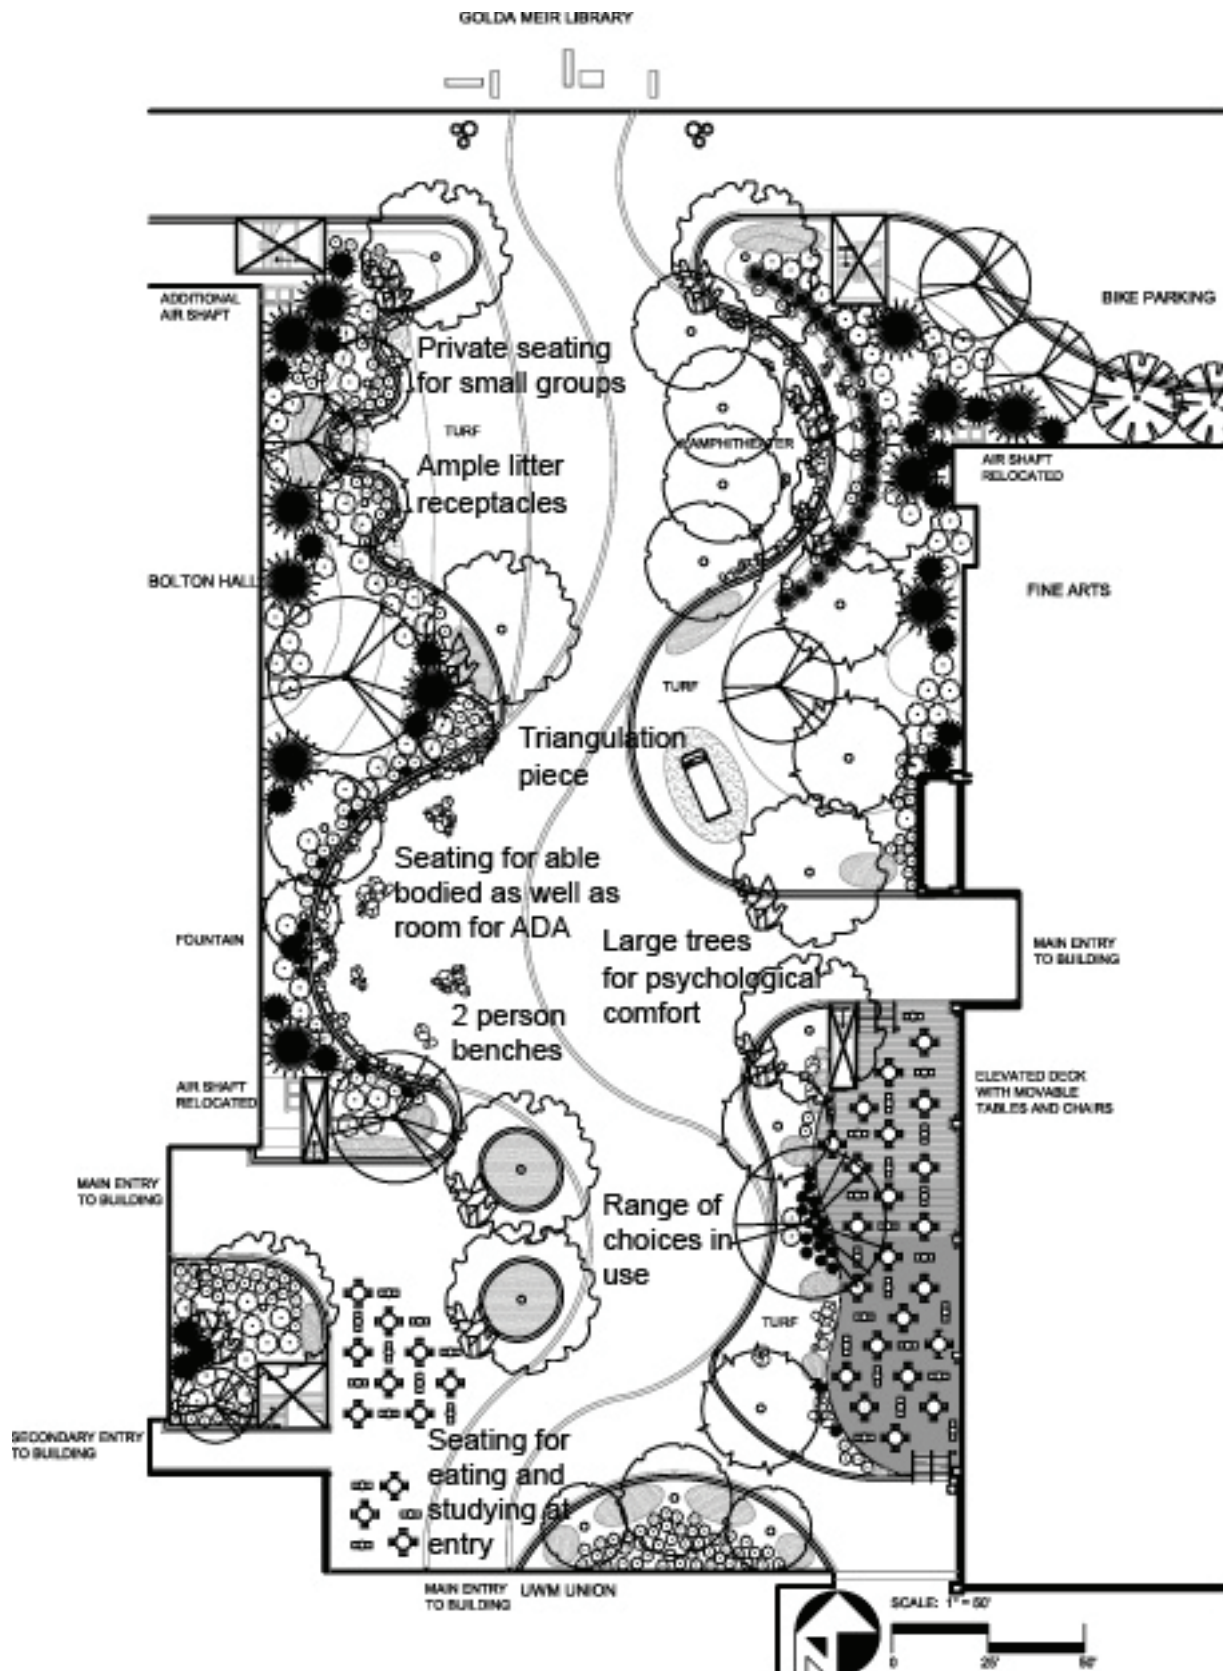 GOLDA MEIR LIBRARY
ADDITIONAL
AIR SHAFT
BIKE PARKING
Private seating
for small groups
TURF
AMPHITHEATER
Ample litter
receptacles
AIR SHAFT
RELOCATED
BOLTON HALL
FINE ARTS
TURF
Triangulation
piece
Seating for able
bodied as well as
room for ADA
FOUNTAIN
Large trees
for psychological
comfort
MAIN ENTRY
TO BUILDING
2 person
benches
AIR SHAFT
RELOCATED
ELEVATED DECK
WITH MOVABLE
TABLES AND CHAIRS
MAIN ENTRY
TO BUILDING
Range of
choices in
use
TURF
SECONDARY ENTRY
TO BUILDING
Seating for
eating and
studying at
entry
MAIN ENTRY
TO BUILDING
UWM UNION
SCALE: 1" = 50'
N
0 25' 50'